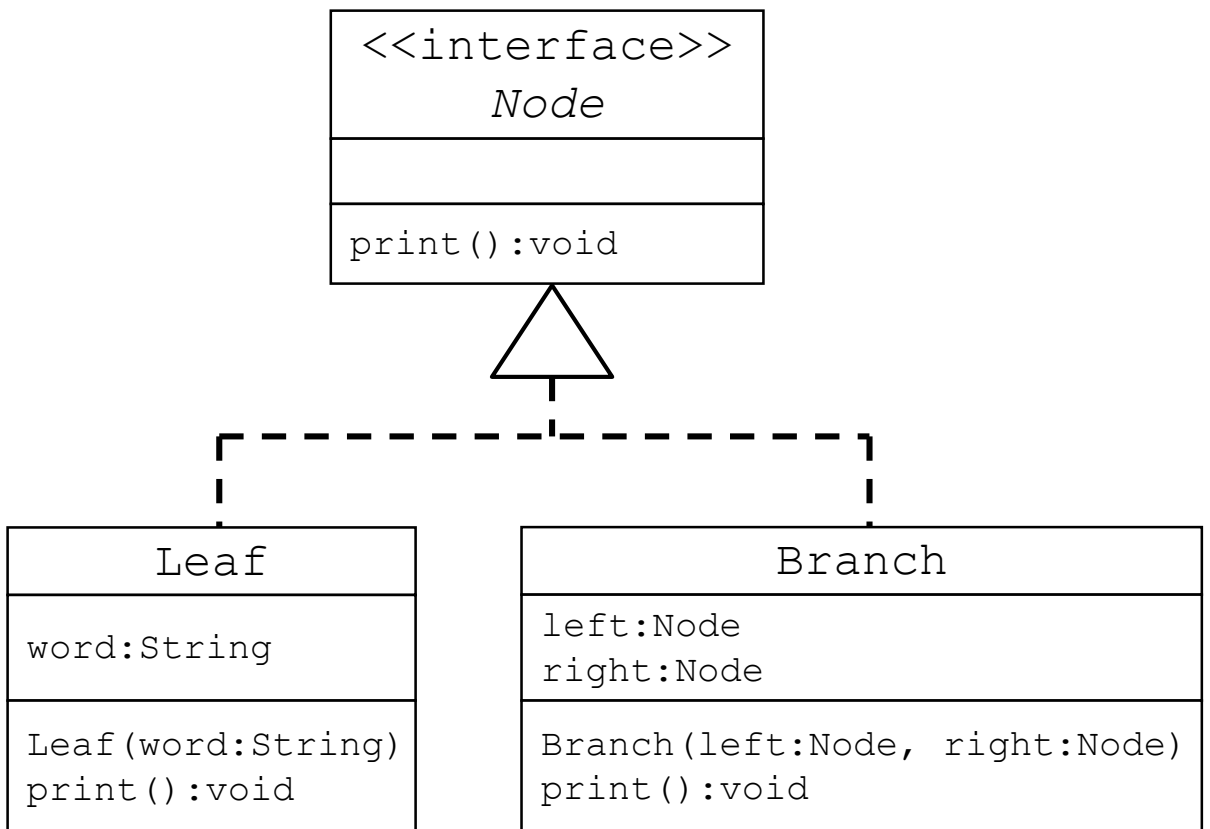 <<interface>>
Node
print():void
Leaf
word:String
Leaf(word:String)
print():void
Branch
left:Node
right:Node
Branch(left:Node, right:Node)
print():void